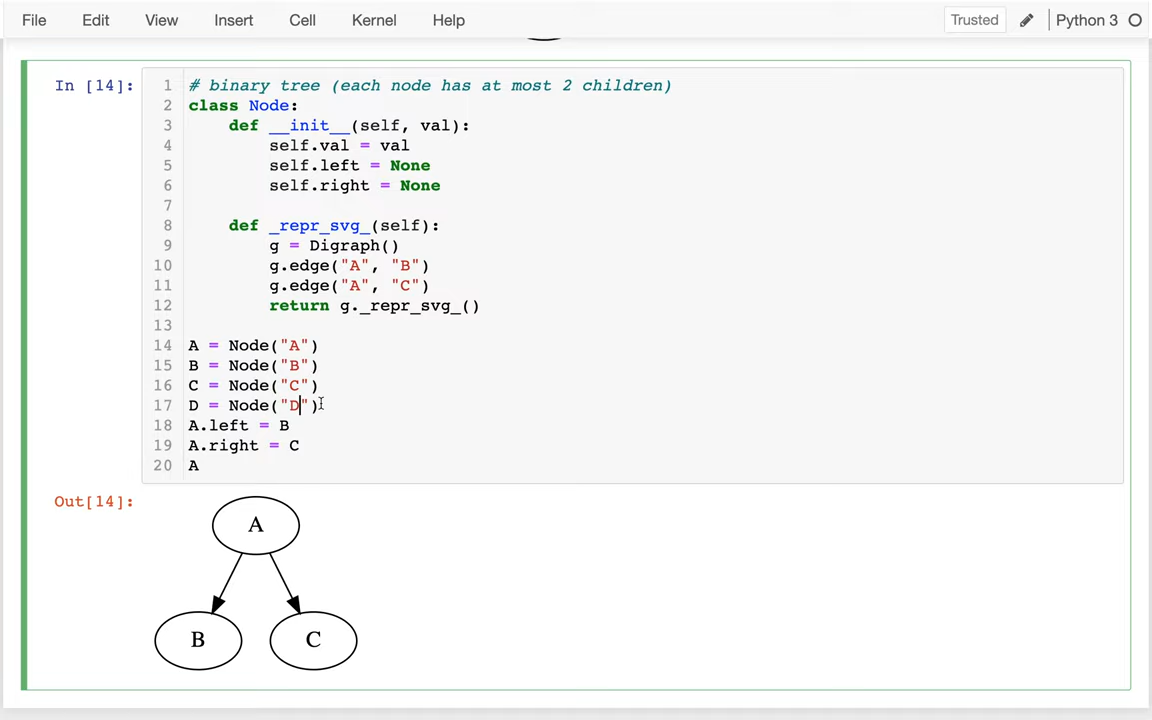 File Edit View Insert Cell Kernel Help Trusted Python 3
In [14]:
1 # binary tree (each node has at most 2 children)
2 class Node:
3     def __init__(self, val):
4         self.val = val
5         self.left = None
6         self.right = None
7
8     def _repr_svg_(self):
9         g = Digraph()
10         g.edge("A", "B")
11         g.edge("A", "C")
12         return g._repr_svg_()
13
14 A = Node("A")
15 B = Node("B")
16 C = Node("C")
17 D = Node("D")
18 A.left = B
19 A.right = C
20 A
Out[14]:
A
B C